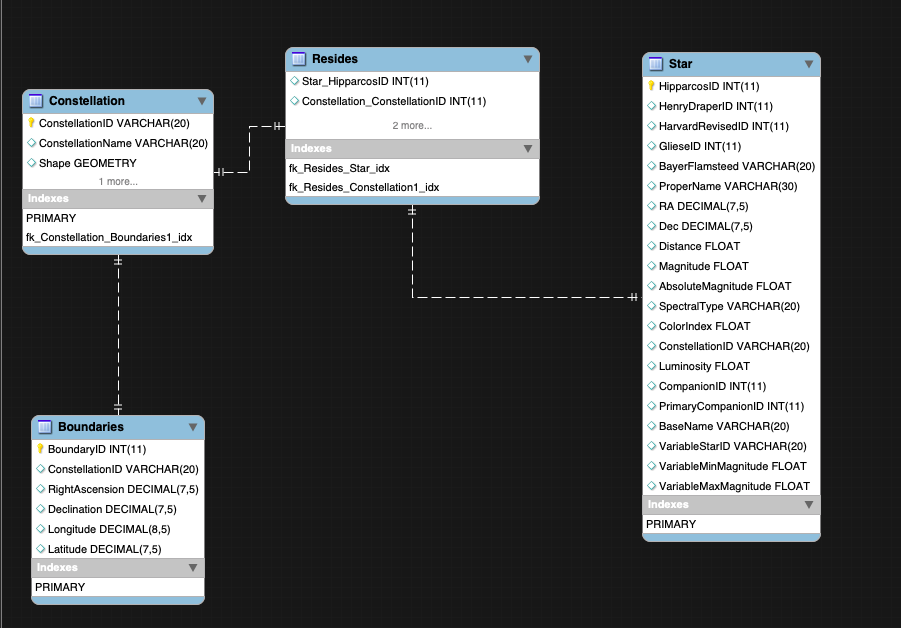 Constellation
ConstellationID VARCHAR(20)
ConstellationName VARCHAR(20)
Shape GEOMETRY
1 more...
Indexes
PRIMARY
fk_Constellation_Boundaries1_idx
Resides
Star_HipparcosID INT(11)
Constellation_ConstellationID INT(11)
2 more...
Indexes
fk_Resides_Star_idx
fk_Resides_Constellation1_idx
Star
HipparcosID INT(11)
HenryDraperID INT(11)
HarvardRevisedID INT(11)
GlieseID INT(11)
BayerFlamsteed VARCHAR(20)
ProperName VARCHAR(30)
RA DECIMAL(7,5)
Dec DECIMAL(7,5)
Distance FLOAT
Magnitude FLOAT
AbsoluteMagnitude FLOAT
SpectralType VARCHAR(20)
ColorIndex FLOAT
ConstellationID VARCHAR(20)
Luminosity FLOAT
CompanionID INT(11)
PrimaryCompanionID INT(11)
BaseName VARCHAR(20)
VariableStarID VARCHAR(20)
VariableMinMagnitude FLOAT
VariableMaxMagnitude FLOAT
Indexes
PRIMARY
Boundaries
BoundaryID INT(11)
ConstellationID VARCHAR(20)
RightAscension DECIMAL(7,5)
Declination DECIMAL(7,5)
Longitude DECIMAL(8,5)
Latitude DECIMAL(7,5)
Indexes
PRIMARY